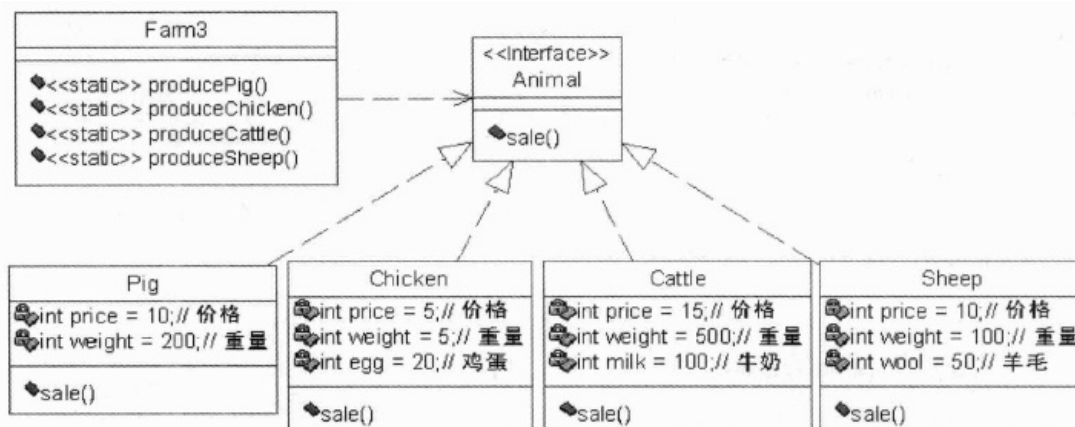 Farm3
<<static>> producePig()
<<static>> produceChicken()
<<static>> produceCattle()
<<static>> produceSheep()
<<Interface>>
Animal
sale()
Pig
int price = 10;// 价格
int weight = 200;// 重量
sale()
Chicken
int price = 5;// 价格
int weight = 5;// 重量
int egg = 20;// 鸡蛋
sale()
Cattle
int price = 15;// 价格
int weight = 500;// 重量
int milk = 100;// 牛奶
sale()
Sheep
int price = 10;// 价格
int weight = 100;// 重量
int wool = 50;// 羊毛
sale()